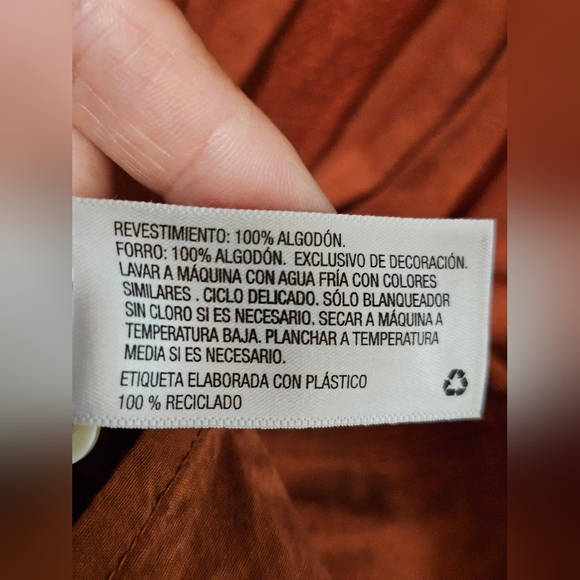 REVESTIMIENTO: 100% ALGODÓN.
FORRO: 100% ALGODÓN. EXCLUSIVO DE DECORACIÓN.
LAVAR A MÁQUINA CON AGUA FRÍA CON COLORES
SIMILARES . CICLO DELICADO. SÓLO BLANQUEADOR
SIN CLORO SI ES NECESARIO. SECAR A MÁQUINA A
TEMPERATURA BAJA. PLANCHAR A TEMPERATURA
MEDIA SI ES NECESARIO.
ETIQUETA ELABORADA CON PLÁSTICO
100 % RECICLADO